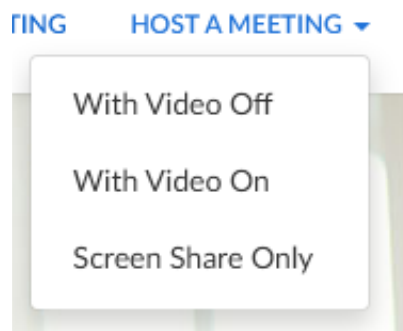 TING HOST A MEETING
With Video Off
With Video On
Screen Share Only